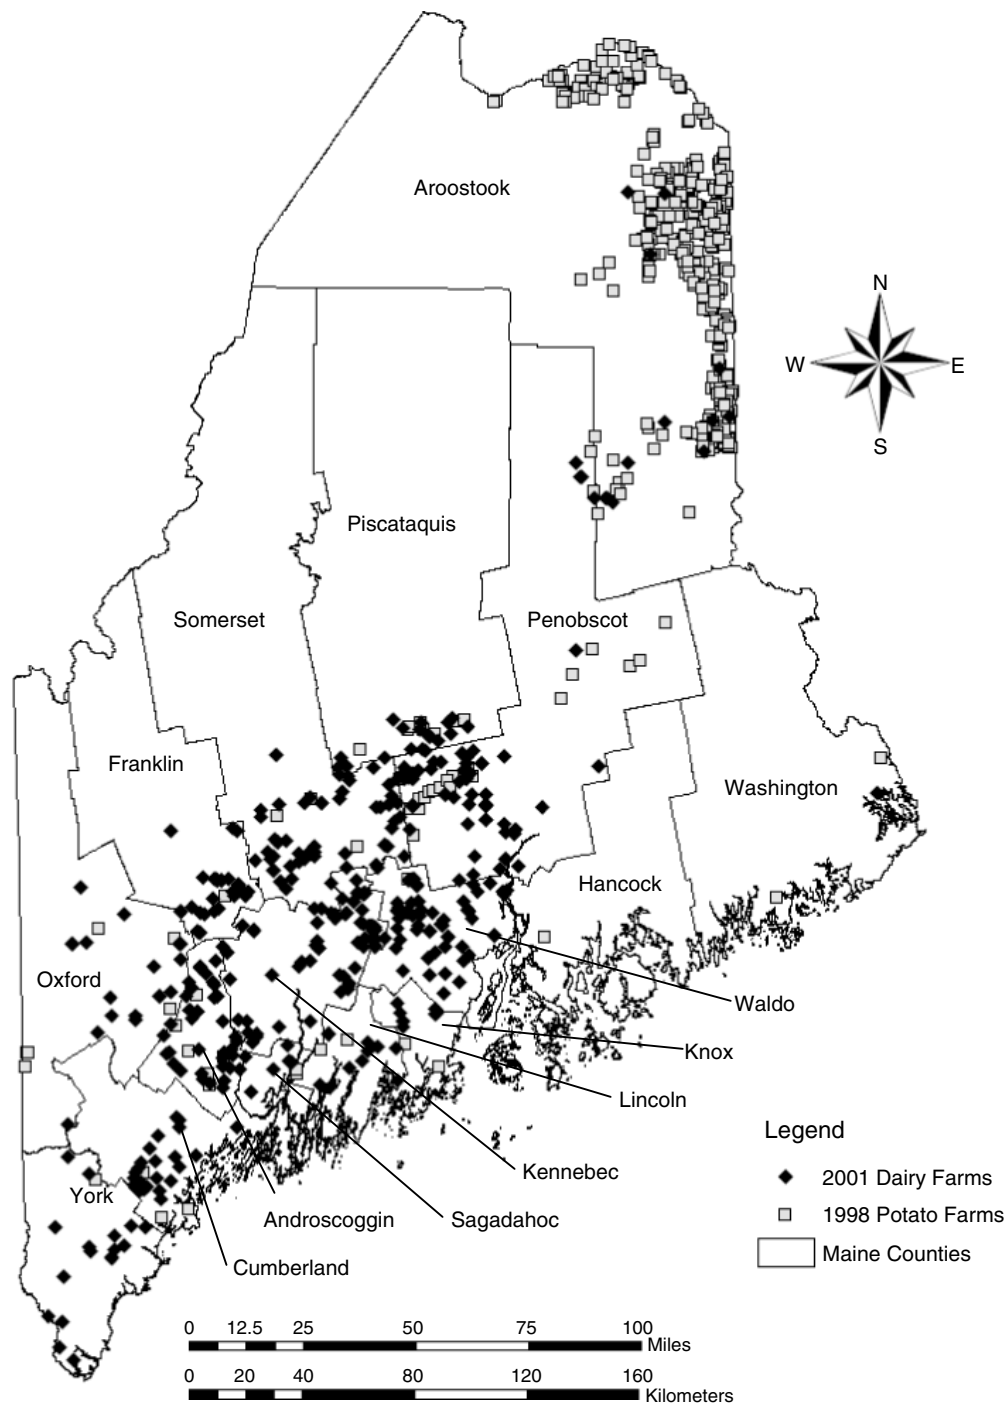 Aroostook
N
W
E
S
Piscataquis
Somerset
Penobscot
Franklin
Washington
Hancock
Oxford
Waldo
Knox
Lincoln
Legend
Kennebec
2001 Dairy Farms
York
Androscoggin
Sagadahoc
1998 Potato Farms
Maine Counties
Cumberland
0 12.5 25 50 75 100
Miles
0 20 40 80 120 160
Kilometers